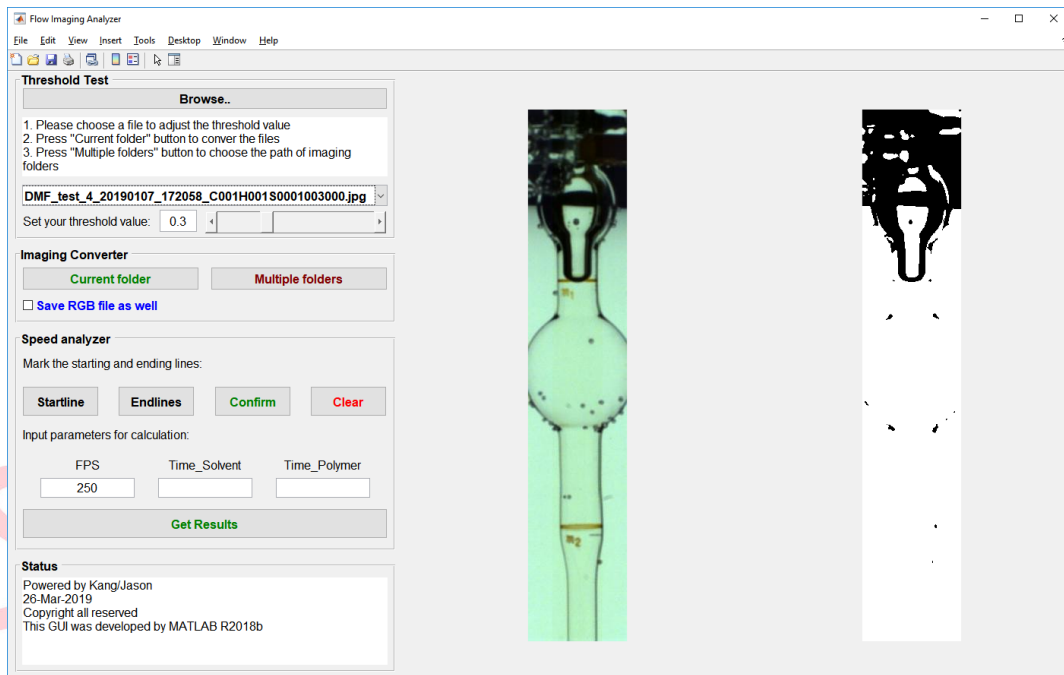 Flow Imaging Analyzer
File Edit View Insert Tools Desktop Window Help
Threshold Test
Browse..
1. Please choose a file to adjust the threshold value
2. Press "Current folder" button to conver the files
3. Press "Multiple folders" button to choose the path of imaging
folders
DMF_test_4_20190107_172058_C001H001S0001003000.jpg
Set your threshold value: 0.3
Imaging Converter
Current folder Multiple folders
Save RGB file as well
Speed analyzer
Mark the starting and ending lines:
Startline Endlines Confirm Clear
Input parameters for calculation:
FPS Time_Solvent Time_Polymer
250
Get Results
Status
Powered by Kang/Jason
26-Mar-2019
Copyright all reserved
This GUI was developed by MATLAB R2018b
m1
m2